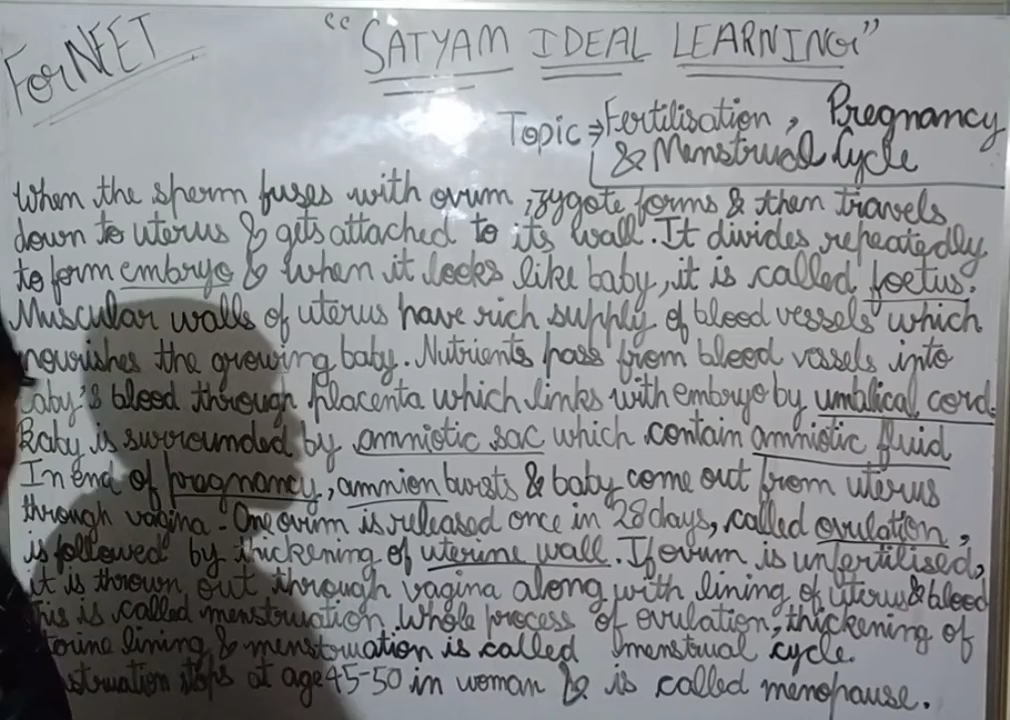 For NEET
"SATYAM IDEAL LEARNING"
Topic ⇒ Fertilisation, Pregnancy
& Menstrual Cycle
When the sperm fuses with ovum, zygote forms & then travels
down to uterus & gets attached to its wall. It divides repeatedly
to form embryo & when it looks like baby, it is called foetus.
Muscular walls of uterus have rich supply of blood vessels which
nourishes the growing baby. Nutrients pass from blood vessels into
baby's blood through placenta which links with embryo by umblical cord.
Baby is surrounded by amniotic sac which contain amniotic fluid
In end of pragnancy, amnion bursts & baby come out from uterus
through vagina. One ovum is released once in 28 days, called ovulation,
is followed by thickening of uterine wall. If ovum is unfertilised,
it is thrown out through vagina along with lining of uterus & blood
this is called menstruation. Whole process of ovulation, thickening of
uterine lining & menstruation is called menstrual cycle.
struation stops at age 45-50 in woman & is called menopause.